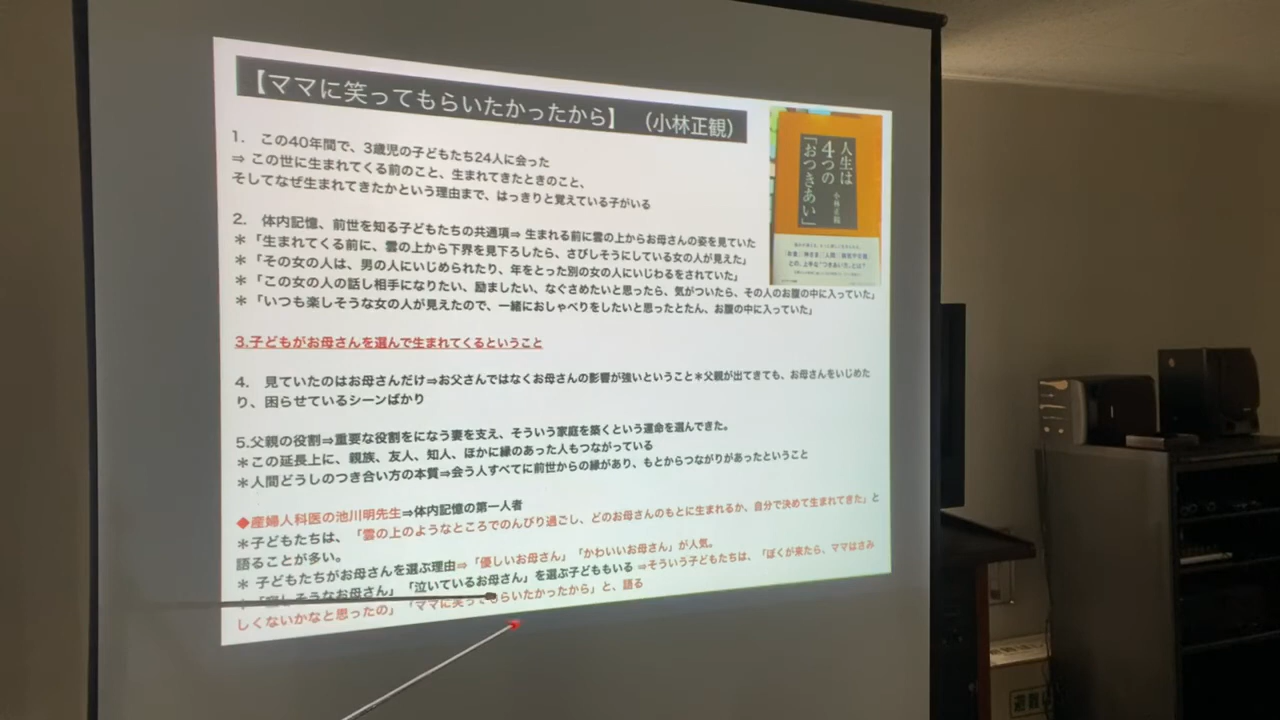 【ママに笑ってもらいたかったから】 （小林正観）
1. この40年間で、3歳児の子どもたち24人に会った
⇒ この世に生まれてくる前のこと、生まれてきたときのこと、
そしてなぜ生まれてきたかという理由まで、はっきりと覚えている子がいる
2. 体内記憶、前世を知る子どもたちの共通項⇒ 生まれる前に雲の上からお母さんの姿を見ていた
＊「生まれてくる前に、雲の上から下界を見下ろしたら、さびしそうにしている女の人が見えた」
＊「その女の人は、男の人にいじめられたり、年をとった別の女の人にいじわるをされていた」
＊「この女の人の話し相手になりたい、励ましたい、なぐさめたいと思ったら、気がついたら、その人のお腹の中に入っていた」
＊「いつも楽しそうな女の人が見えたので、一緒におしゃべりをしたいと思ったとたん、お腹の中に入っていた」
3.子どもがお母さんを選んで生まれてくるということ
4. 見ていたのはお母さんだけ⇒お父さんではなくお母さんの影響が強いということ＊父親が出てきても、お母さんをいじめた
り、困らせているシーンばかり
5.父親の役割⇒重要な役割をになう妻を支え、そういう家庭を築くという運命を選んできた。
＊この延長上に、親族、友人、知人、ほかに縁のあった人もつながっている
＊人間どうしのつき合い方の本質⇒会う人すべてに前世からの縁があり、もとからつながりがあったということ
◆産婦人科医の池川明先生⇒体内記憶の第一人者
＊子どもたちは、「雲の上のようなところでのんびり過ごし、どのお母さんのもとに生まれるか、自分で決めて生まれてきた」と
語ることが多い。
＊ 子どもたちがお母さんを選ぶ理由⇒「優しいお母さん」「かわいいお母さん」が人気。
＊「寂しそうなお母さん」「泣いているお母さん」を選ぶ子どももいる ⇒そういう子どもたちは、「ぼくが来たら、ママはさみ
しくないかなと思ったの」「ママに笑ってもらいたかったから」と、語る
人生は
4つの
「おつきあい」
小林正観